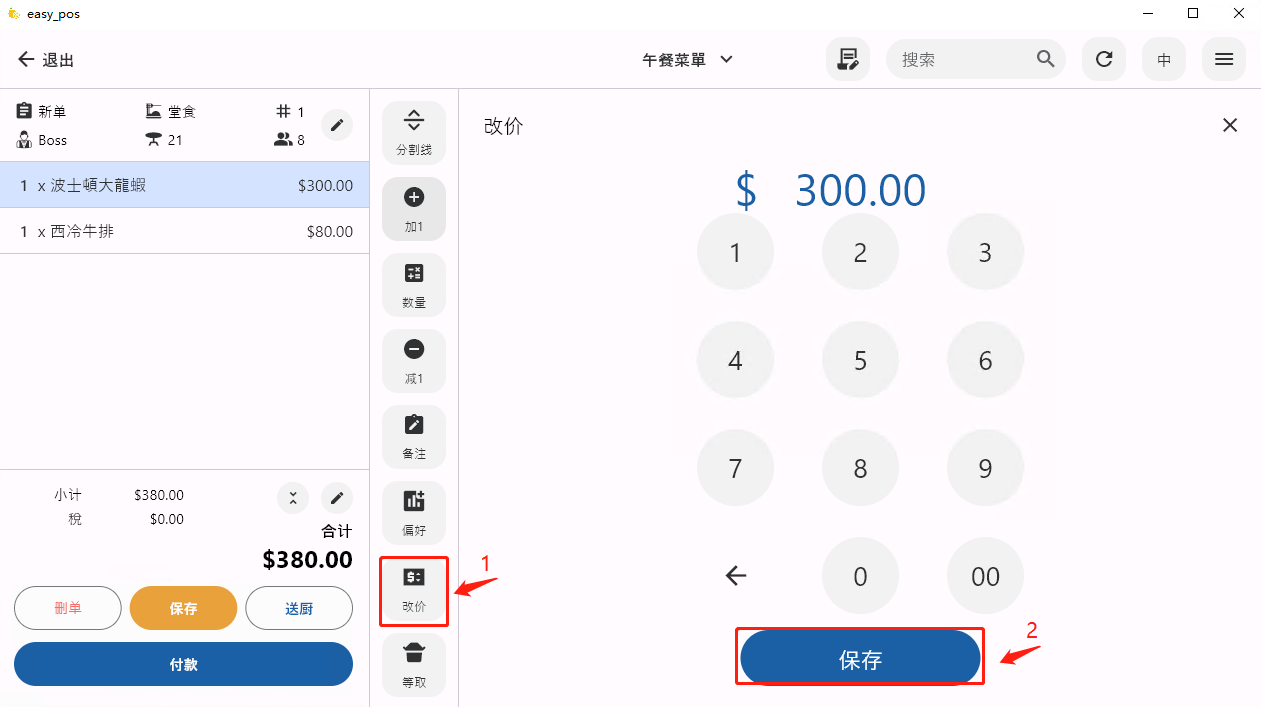 easy_pos
退出
午餐菜單
搜索
中
新单
堂食
1
Boss
21
8
1 x 波士頓大龍蝦 $300.00
1 x 西冷牛排 $80.00
小计 $380.00
税 $0.00
合计
$380.00
删单
保存
送厨
付款
分割线
加1
数量
减1
备注
偏好
改价
1
等取
改价
$ 300.00
1 2 3
4 5 6
7 8 9
0 00
保存
2